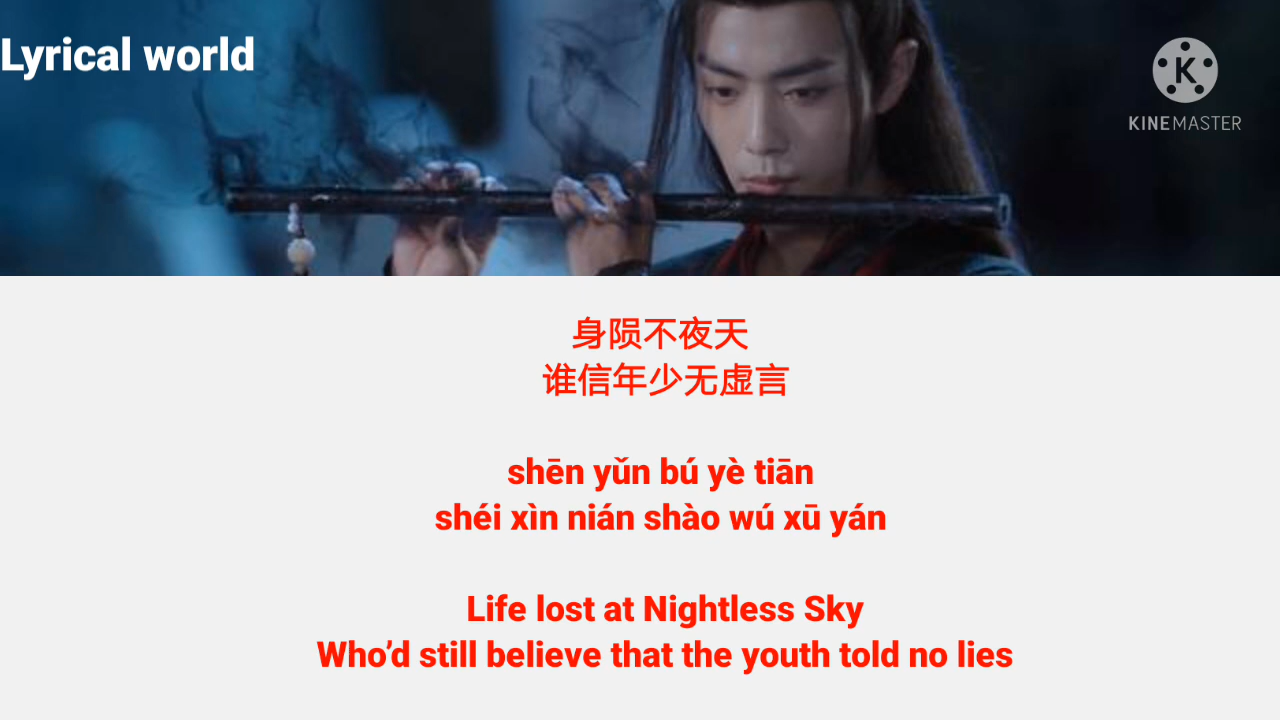 Lyrical world
K
KINEMASTER
身陨不夜天
谁信年少无虚言
shēn yǔn bú yè tiān
shéi xìn nián shào wú xū yán
Life lost at Nightless Sky
Who’d still believe that the youth told no lies